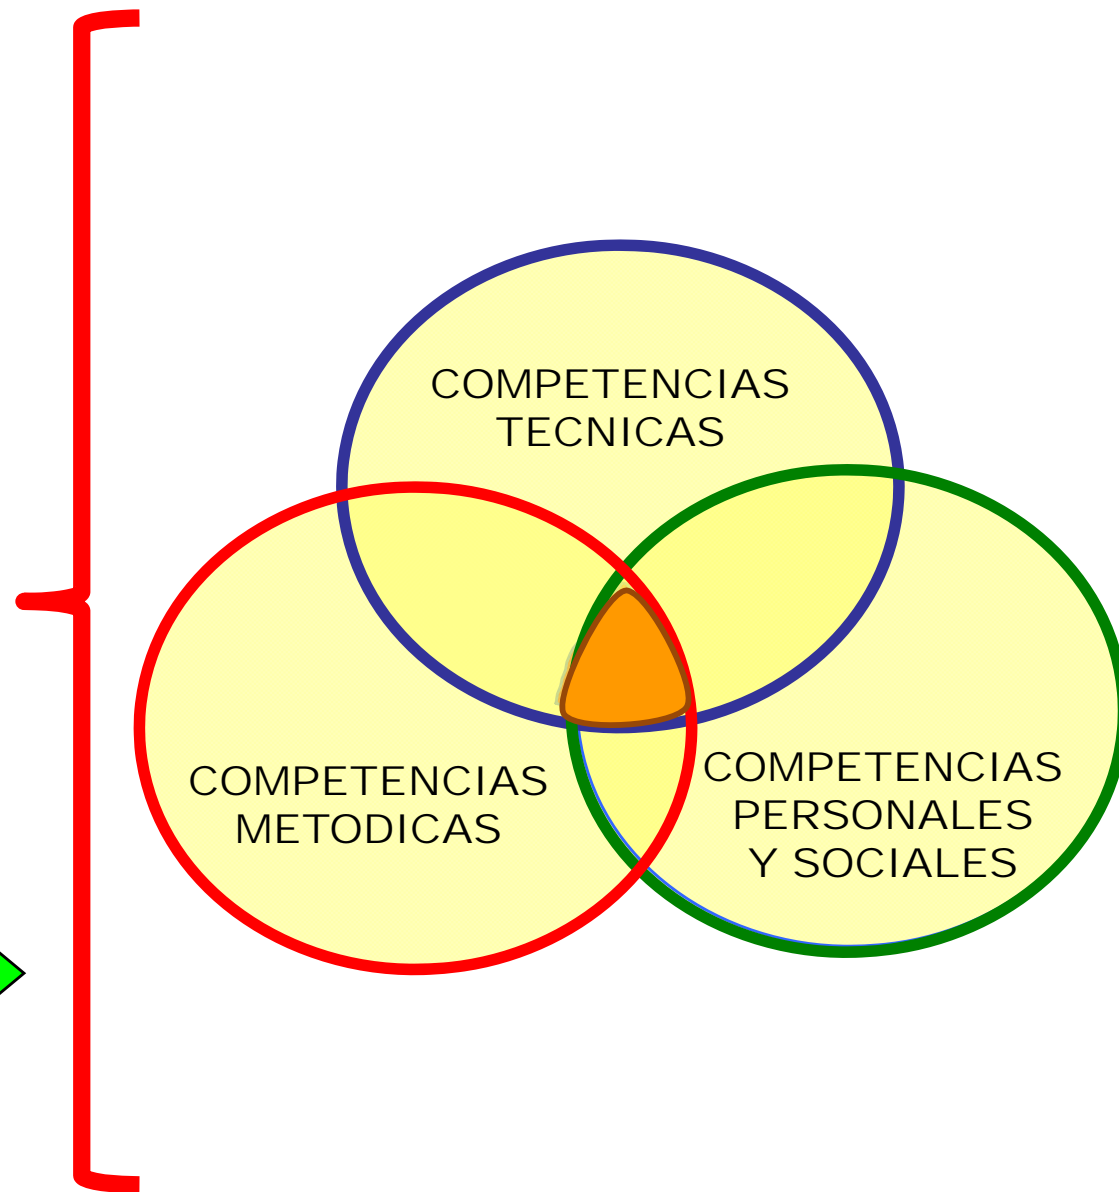 COMPETENCIAS
TECNICAS
COMPETENCIAS
METODICAS
COMPETENCIAS
PERSONALES
Y SOCIALES